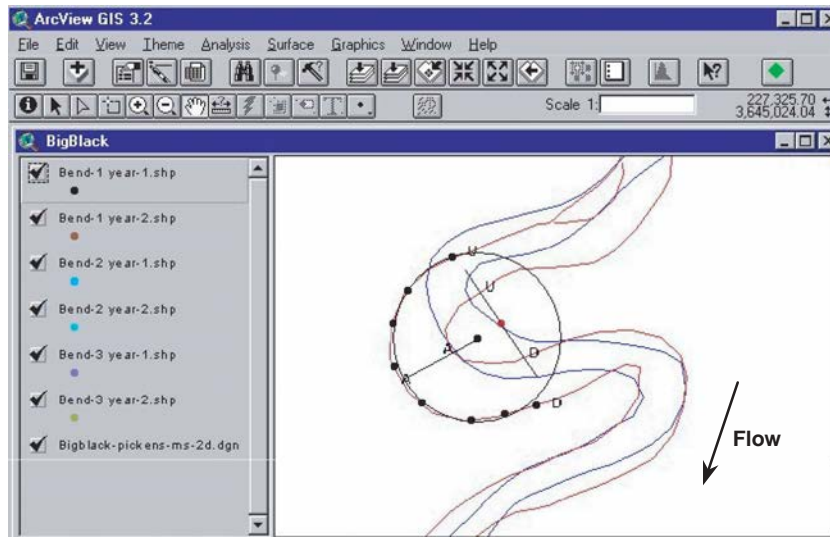 ArcView GIS 3.2
File Edit View Theme Analysis Surface Graphics Window Help
Scale 1: 227,325.70
3,645,024.04
BigBlack
Bend-1 year-1.shp
Bend-1 year-2.shp
Bend-2 year-1.shp
Bend-2 year-2.shp
Bend-3 year-1.shp
Bend-3 year-2.shp
Bigblack-pickens-ms-2d.dgn
U
U
A
D
A
D
Flow